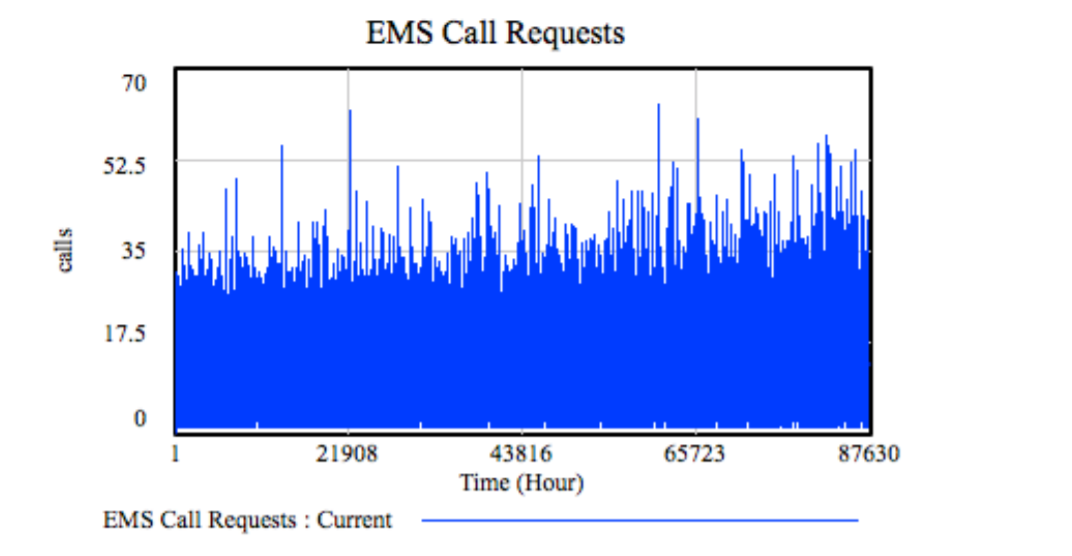 EMS Call Requests
70
52.5
35
17.5
0
calls
1 21908 43816 65723 87630
Time (Hour)
EMS Call Requests : Current